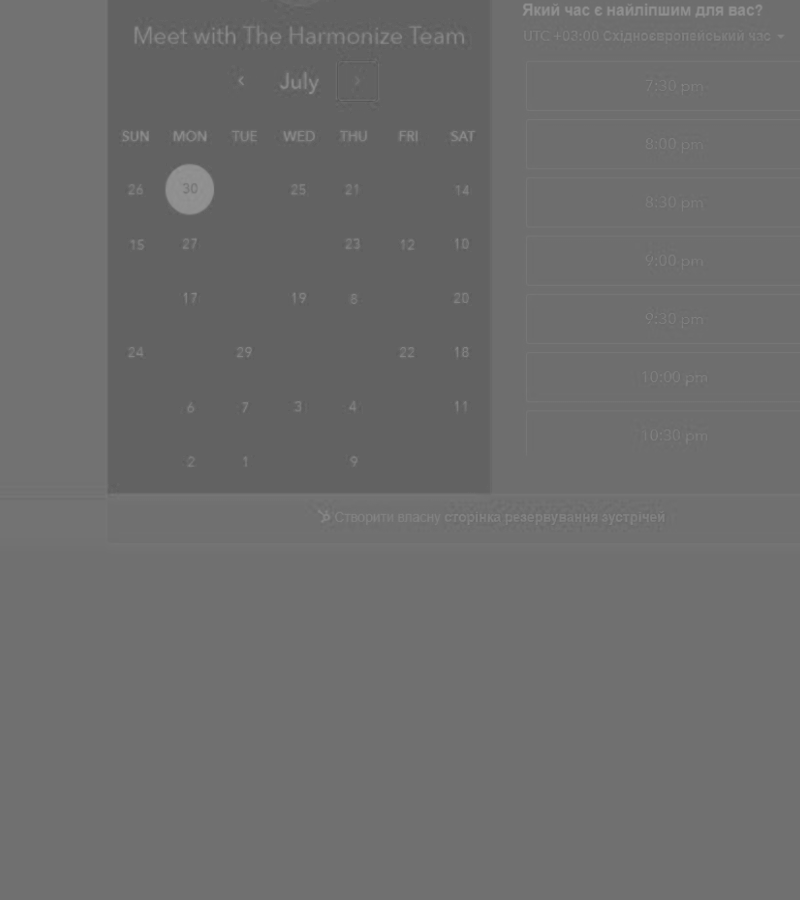 Який час є найліпшим для вас?
Meet with The Harmonize Team
UTC +03:00 Східноєвропейський час
July
7:30 pm
SUN MON TUE WED THU FRI SAT
8:00 pm
26 30 25 21 14
8:30 pm
15 27 23 12 10
9:00 pm
17 19 8 20
9:30 pm
24 29 22 18
10:00 pm
6 7 3 4 11
10:30 pm
2 1 9
Створити власну сторінка резервування зустрічей